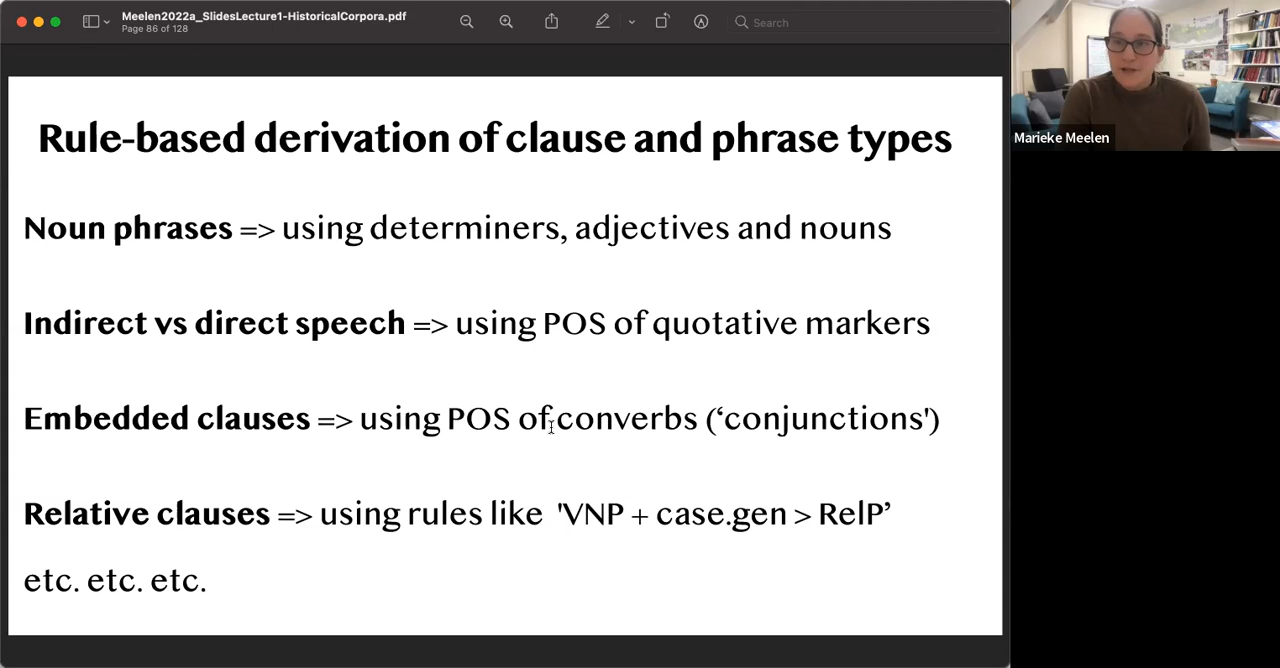 Meelen2022a_SlidesLecture1-HistoricalCorpora.pdf
Page 86 of 128
Search
Marieke Meelen
Rule-based derivation of clause and phrase types
Noun phrases => using determiners, adjectives and nouns
Indirect vs direct speech => using POS of quotative markers
Embedded clauses => using POS of converbs (‘conjunctions')
Relative clauses => using rules like 'VNP + case.gen > RelP’
etc. etc. etc.